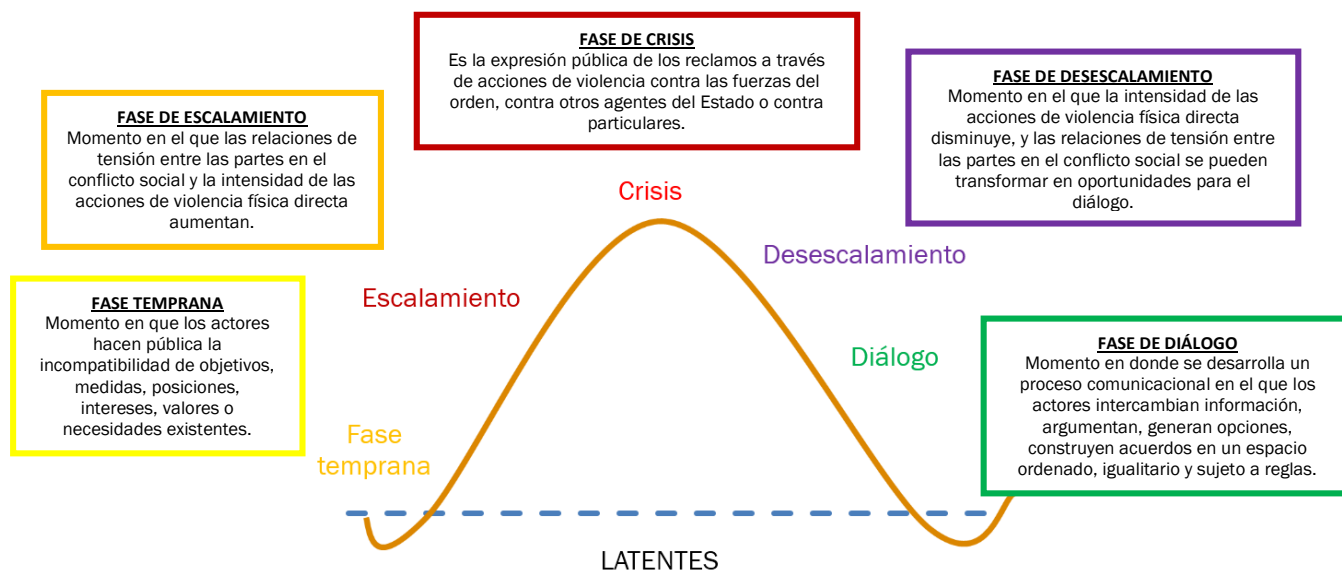 FASE DE CRISIS
Es la expresión pública de los reclamos a través
de acciones de violencia contra las fuerzas del
orden, contra otros agentes del Estado o contra
particulares.
FASE DE DESESCALAMIENTO
Momento en el que la intensidad de las
acciones de violencia física directa
disminuye, y las relaciones de tensión entre
las partes en el conflicto social se pueden
transformar en oportunidades para el
diálogo.
FASE DE ESCALAMIENTO
Momento en el que las relaciones de
tensión entre las partes en el
conflicto social y la intensidad de las
acciones de violencia física directa
aumentan.
Crisis
Desescalamiento
Escalamiento
FASE TEMPRANA
Momento en que los actores
hacen pública la
incompatibilidad de objetivos,
medidas, posiciones,
intereses, valores o
necesidades existentes.
Diálogo
FASE DE DIÁLOGO
Momento en donde se desarrolla un
proceso comunicacional en el que los
actores intercambian información,
argumentan, generan opciones,
construyen acuerdos en un espacio
ordenado, igualitario y sujeto a reglas.
Fase
temprana
LATENTES